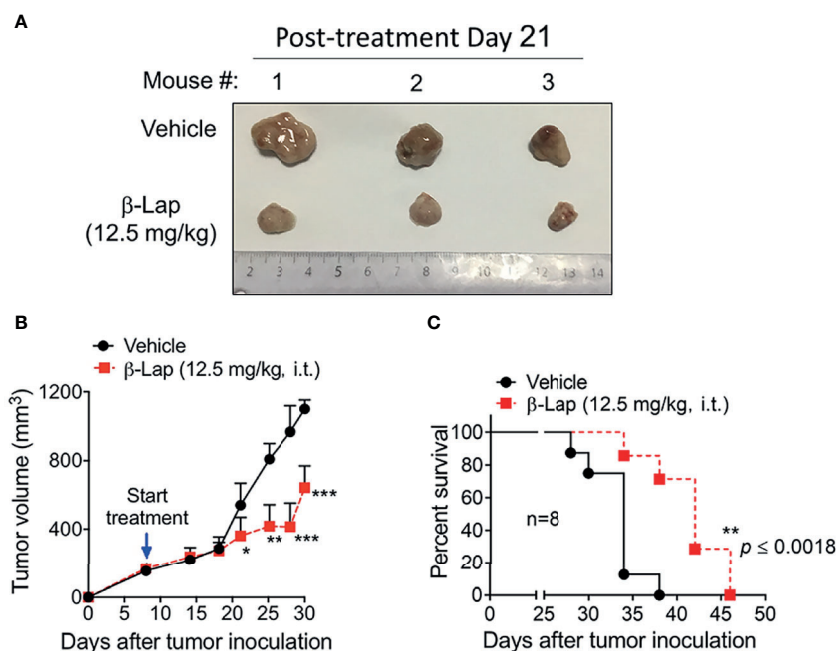 A
Post-treatment Day 21
Mouse #: 1 2 3
Vehicle
β-Lap
(12.5 mg/kg)
2 3 4 5 6 7 8 9 10 11 12 13 14
B
Vehicle
β-Lap (12.5 mg/kg, i.t.)
Tumor volume (mm³)
1200
800
400
0
Start
treatment
*
**
***
***
0 5 10 15 20 25 30
Days after tumor inoculation
C
Vehicle
β-Lap (12.5 mg/kg, i.t.)
Percent survival
100
80
60
40
20
0
n=8
**
p ≤ 0.0018
0 25 30 35 40 45 50
Days after tumor inoculation